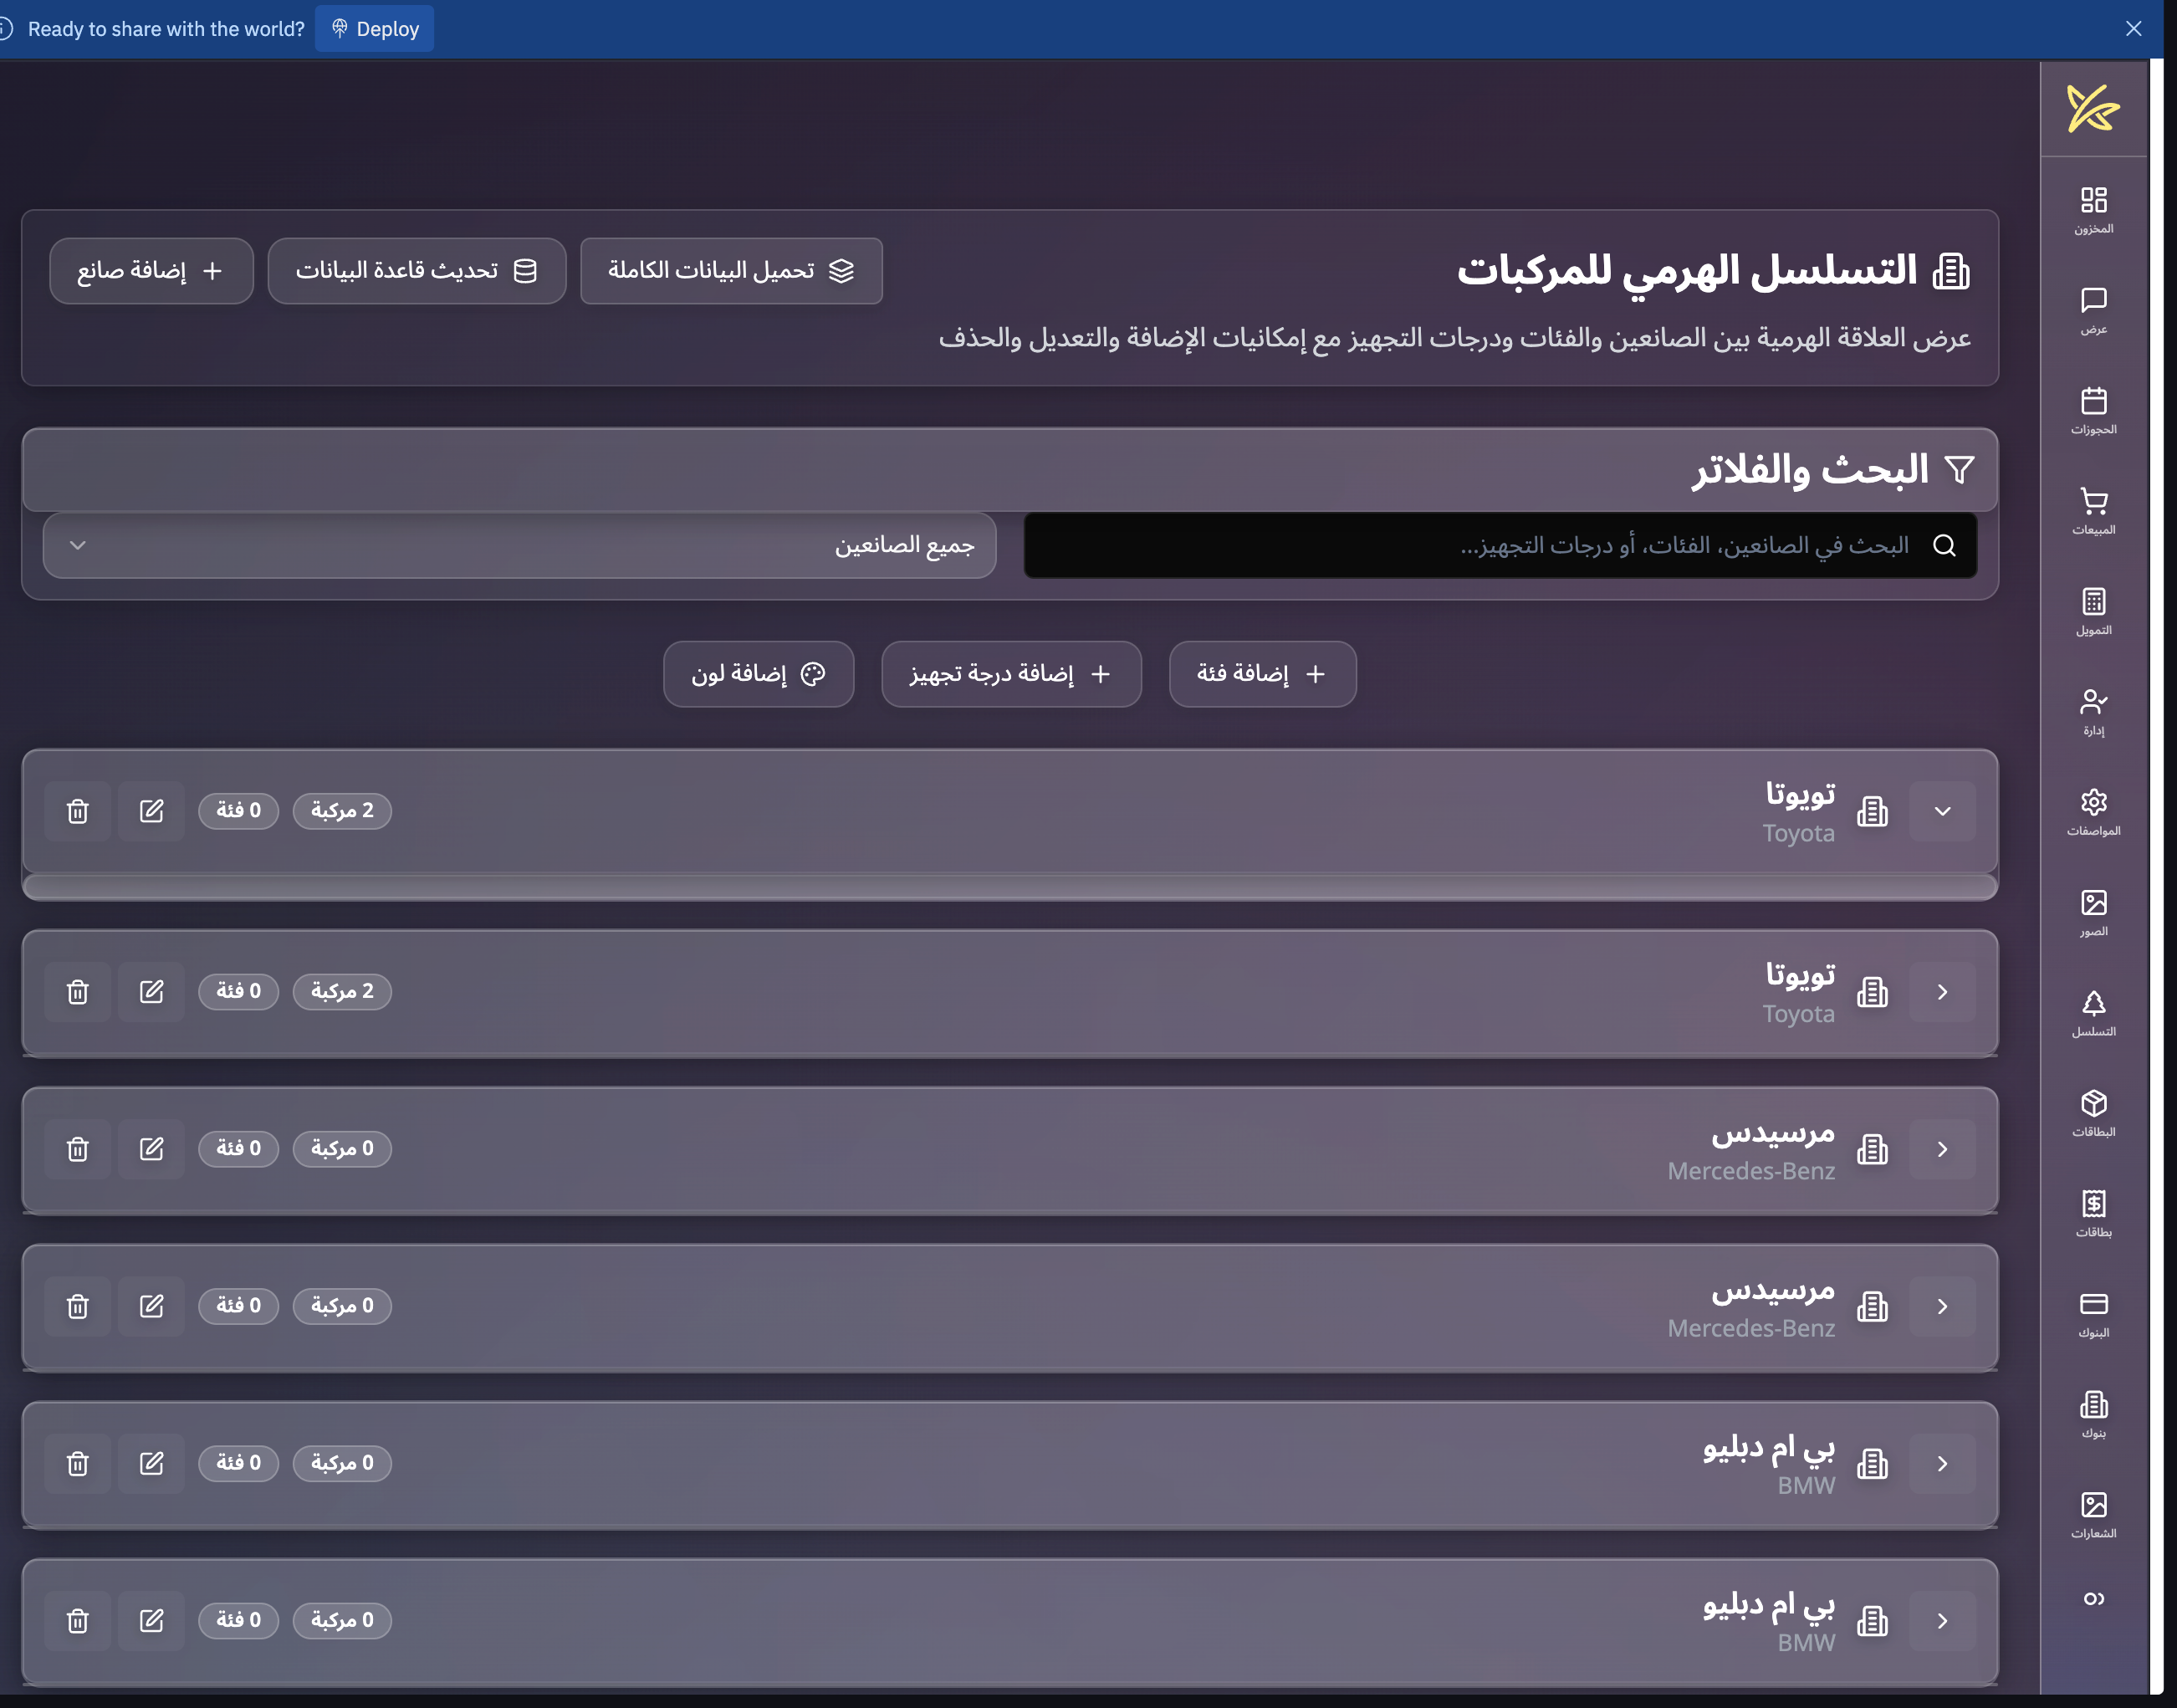 Ready to share with the world? Deploy
التسلسل الهرمي للمركبات
عرض العلاقة الهرمية بين الصانعين والفئات ودرجات التجهيز مع إمكانيات الإضافة والتعديل والحذف
تحميل البيانات الكاملة
تحديث قاعدة البيانات
إضافة صانع
البحث والفلاتر
البحث في الصانعين، الفئات، أو درجات التجهيز...
جميع الصانعين
إضافة فئة
إضافة درجة تجهيز
إضافة لون
تويوتا
Toyota
2 مركبة
0 فئة
تويوتا
Toyota
2 مركبة
0 فئة
مرسيدس
Mercedes-Benz
0 مركبة
0 فئة
مرسيدس
Mercedes-Benz
0 مركبة
0 فئة
بي ام دبليو
BMW
0 مركبة
0 فئة
بي ام دبليو
BMW
0 مركبة
0 فئة
المخزون
عرض
الحجوزات
المبيعات
التمويل
إدارة
المواصفات
الصور
التسلسل
البطاقات
بطاقات
البنوك
بنوك
الشعارات